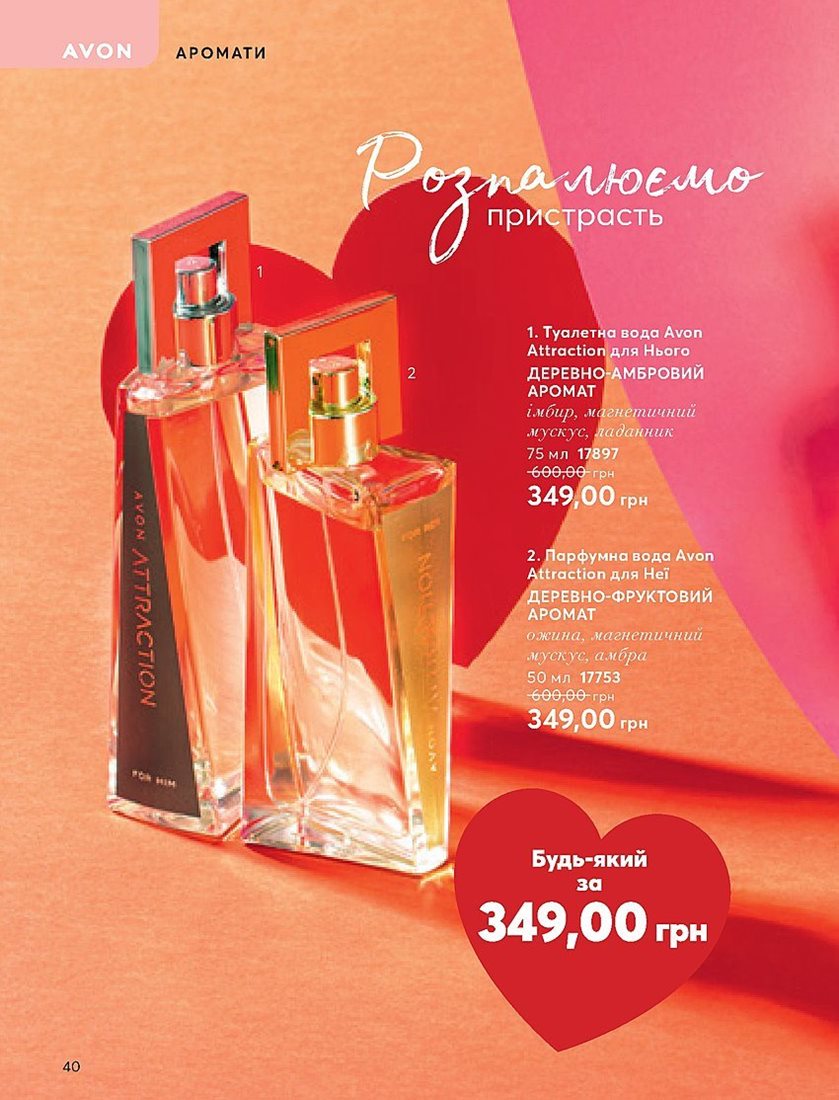 AVON
АРОМАТИ
Розпалюємо
пристрасть
1
2
1. Туалетна вода Avon
Attraction для Нього
ДЕРЕВНО-АМБРОВИЙ
АРОМАТ
імбир, магнетичний
мускус, ладанник
75 мл 17897
600,00 грн
349,00 грн
2. Парфумна вода Avon
Attraction для Неї
ДЕРЕВНО-ФРУКТОВИЙ
АРОМАТ
ожина, магнетичний
мускус, амбра
50 мл 17753
600,00 грн
349,00 грн
AVON ATTRACTION
FOR HIM
FOR HER
Будь-який
за
349,00 грн
40